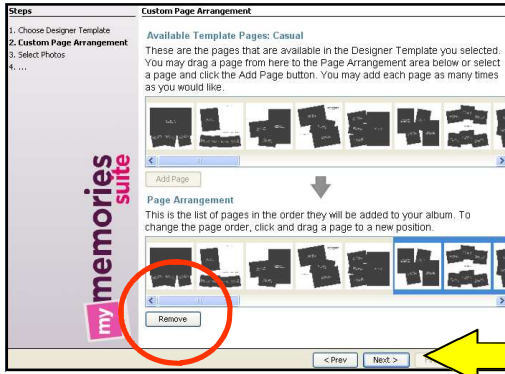 Steps
1. Choose Designer Template
2. Custom Page Arrangement
3. Select Photos
4. ...
my memories suite
Custom Page Arrangement
Available Template Pages: Casual
These are the pages that are available in the Designer Template you selected.
You may drag a page from here to the Page Arrangement area below or select
a page and click the Add Page button. You may add each page as many times
as you would like.
Add Page
Page Arrangement
This is the list of pages in the order they will be added to your album. To
change the page order, click and drag a page to a new position.
Remove
< Prev
Next >